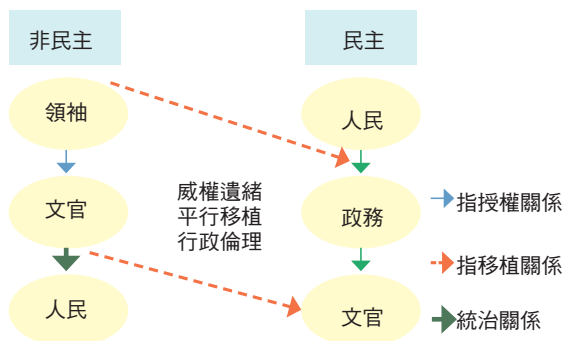 非民主
民主
領袖
人民
威權遺緒
平行移植
行政倫理
文官
政務
指授權關係
指移植關係
人民
文官
統治關係